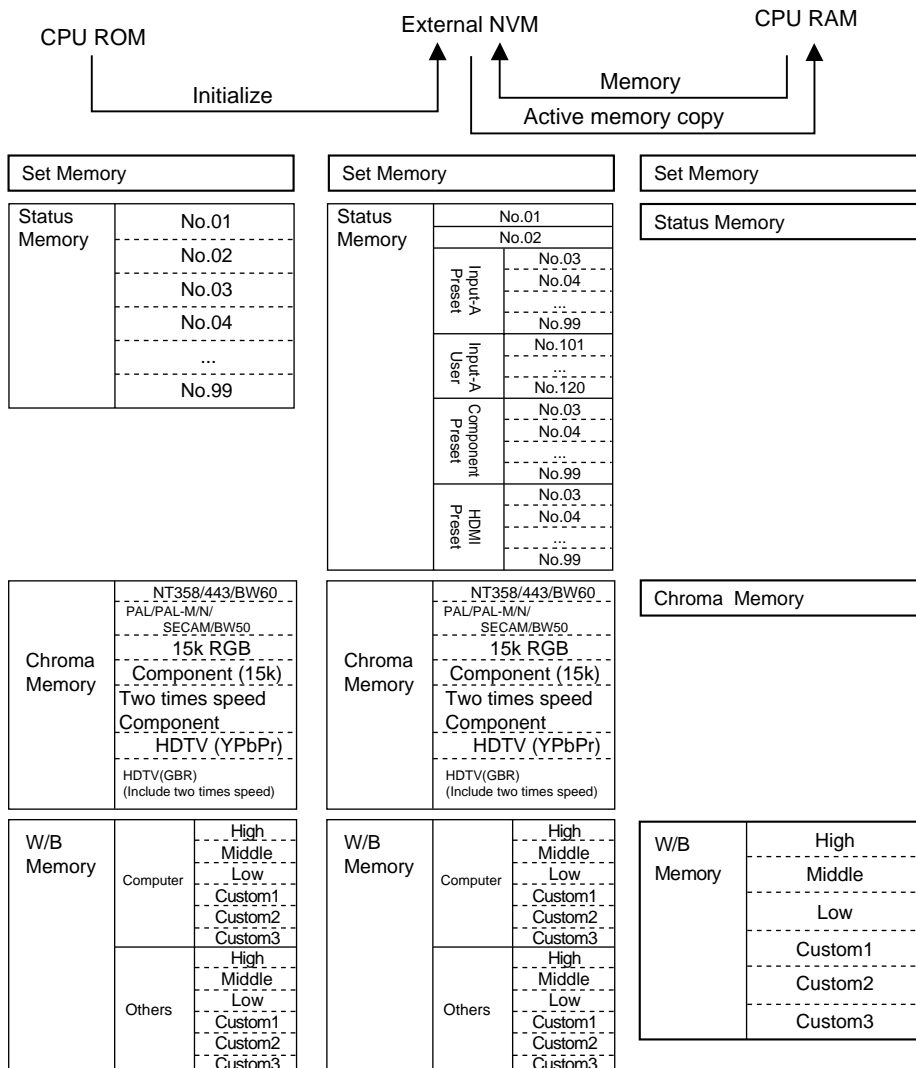 CPU ROM
External NVM
CPU RAM
Initialize
Memory
Active memory copy
Set Memory
Status
Memory
No.01
No.02
No.03
No.04
...
No.99
Chroma
Memory
NT358/443/BW60
PAL/PAL-M/N/
SECAM/BW50
15k RGB
Component (15k)
Two times speed
Component
HDTV (YPbPr)
HDTV(GBR)
(Include two times speed)
W/B
Memory
Computer
High
Middle
Low
Custom1
Custom2
Custom3
Others
High
Middle
Low
Custom1
Custom2
Custom3
Set Memory
Status
Memory
No.01
No.02
Input-A
Preset
No.03
No.04
...
No.99
Input-A
User
No.101
...
No.120
Component
Preset
No.03
No.04
...
No.99
HDMI
Preset
No.03
No.04
...
No.99
Chroma
Memory
NT358/443/BW60
PAL/PAL-M/N/
SECAM/BW50
15k RGB
Component (15k)
Two times speed
Component
HDTV (YPbPr)
HDTV(GBR)
(Include two times speed)
W/B
Memory
Computer
High
Middle
Low
Custom1
Custom2
Custom3
Others
High
Middle
Low
Custom1
Custom2
Custom3
Set Memory
Status Memory
Chroma  Memory
W/B
Memory
High
Middle
Low
Custom1
Custom2
Custom3